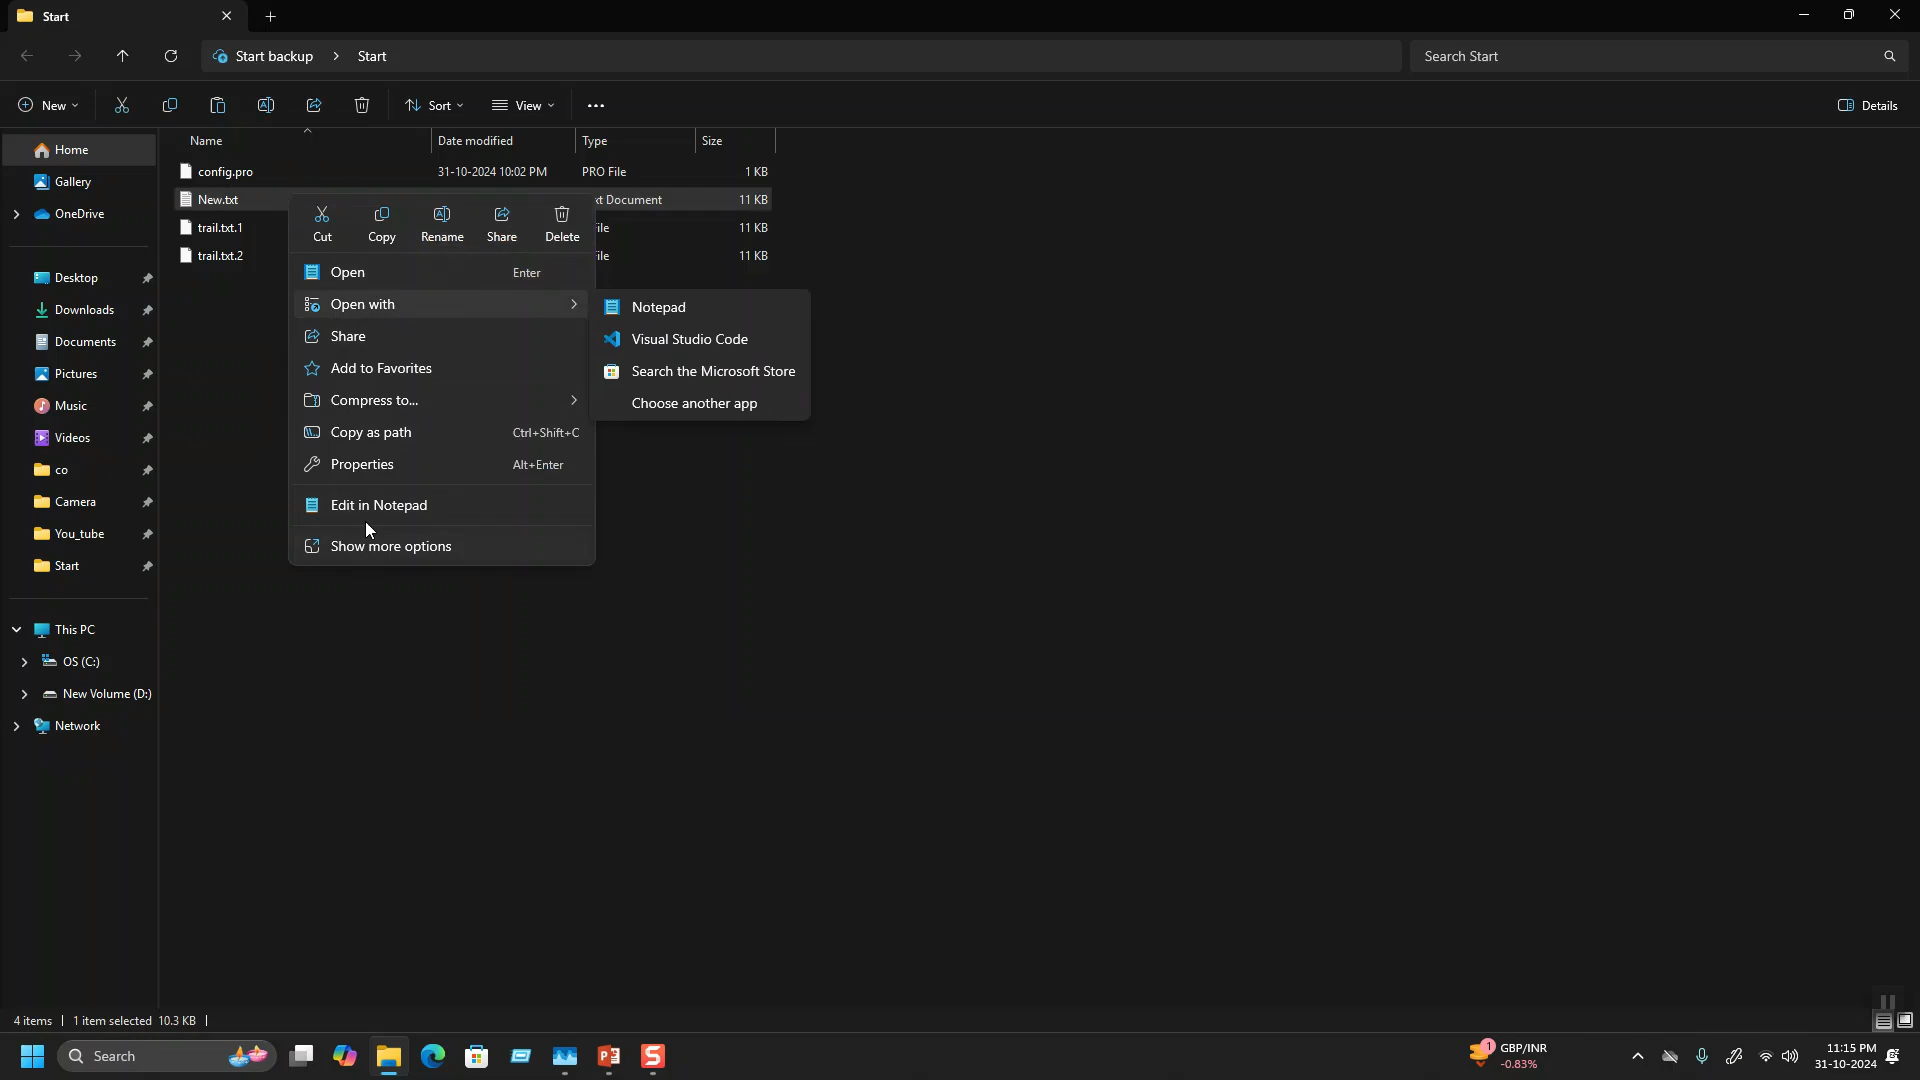 Start
Start backup > Start
Search Start
New
Sort
View
Details
Name
Date modified
Type
Size
config.pro 31-10-2024 10:02 PM PRO File 1 KB
New.txt xt Document 11 KB
trail.txt.1 ile 11 KB
trail.txt.2 ile 11 KB
Home
Gallery
OneDrive
Desktop
Downloads
Documents
Pictures
Music
Videos
co
Camera
You_tube
Start
This PC
OS (C:)
New Volume (D:)
Network
Cut
Copy
Rename
Share
Delete
Open Enter
Open with
Share
Add to Favorites
Compress to...
Copy as path Ctrl+Shift+C
Properties Alt+Enter
Edit in Notepad
Show more options
Notepad
Visual Studio Code
Search the Microsoft Store
Choose another app
4 items | 1 item selected 10.3 KB |
Search
1
GBP/INR
-0.83%
11:15 PM
31-10-2024